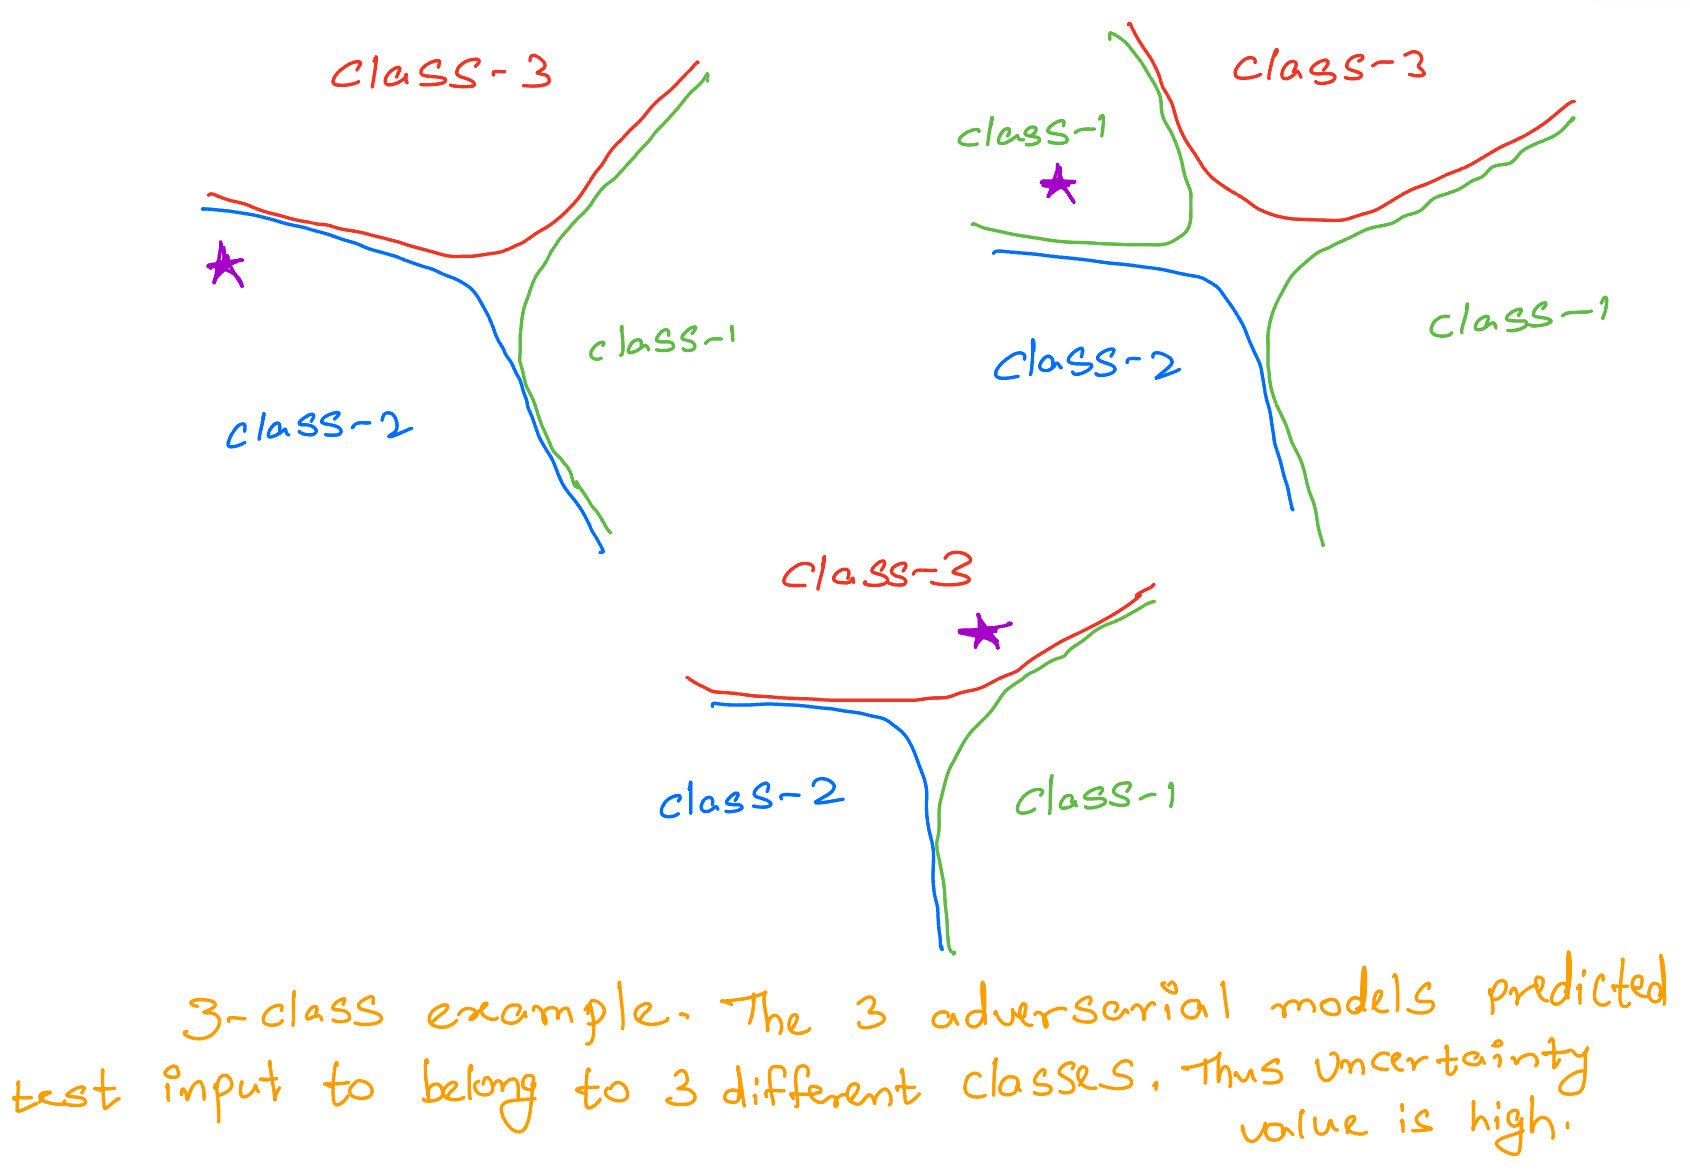 class-3
class-1
class-2
class-3
class-1
class-1
class-2
class-3
class-2
class-1
3-class example. The 3 adversarial models predicted
test input to belong to 3 different classes. Thus uncertainty
value is high.